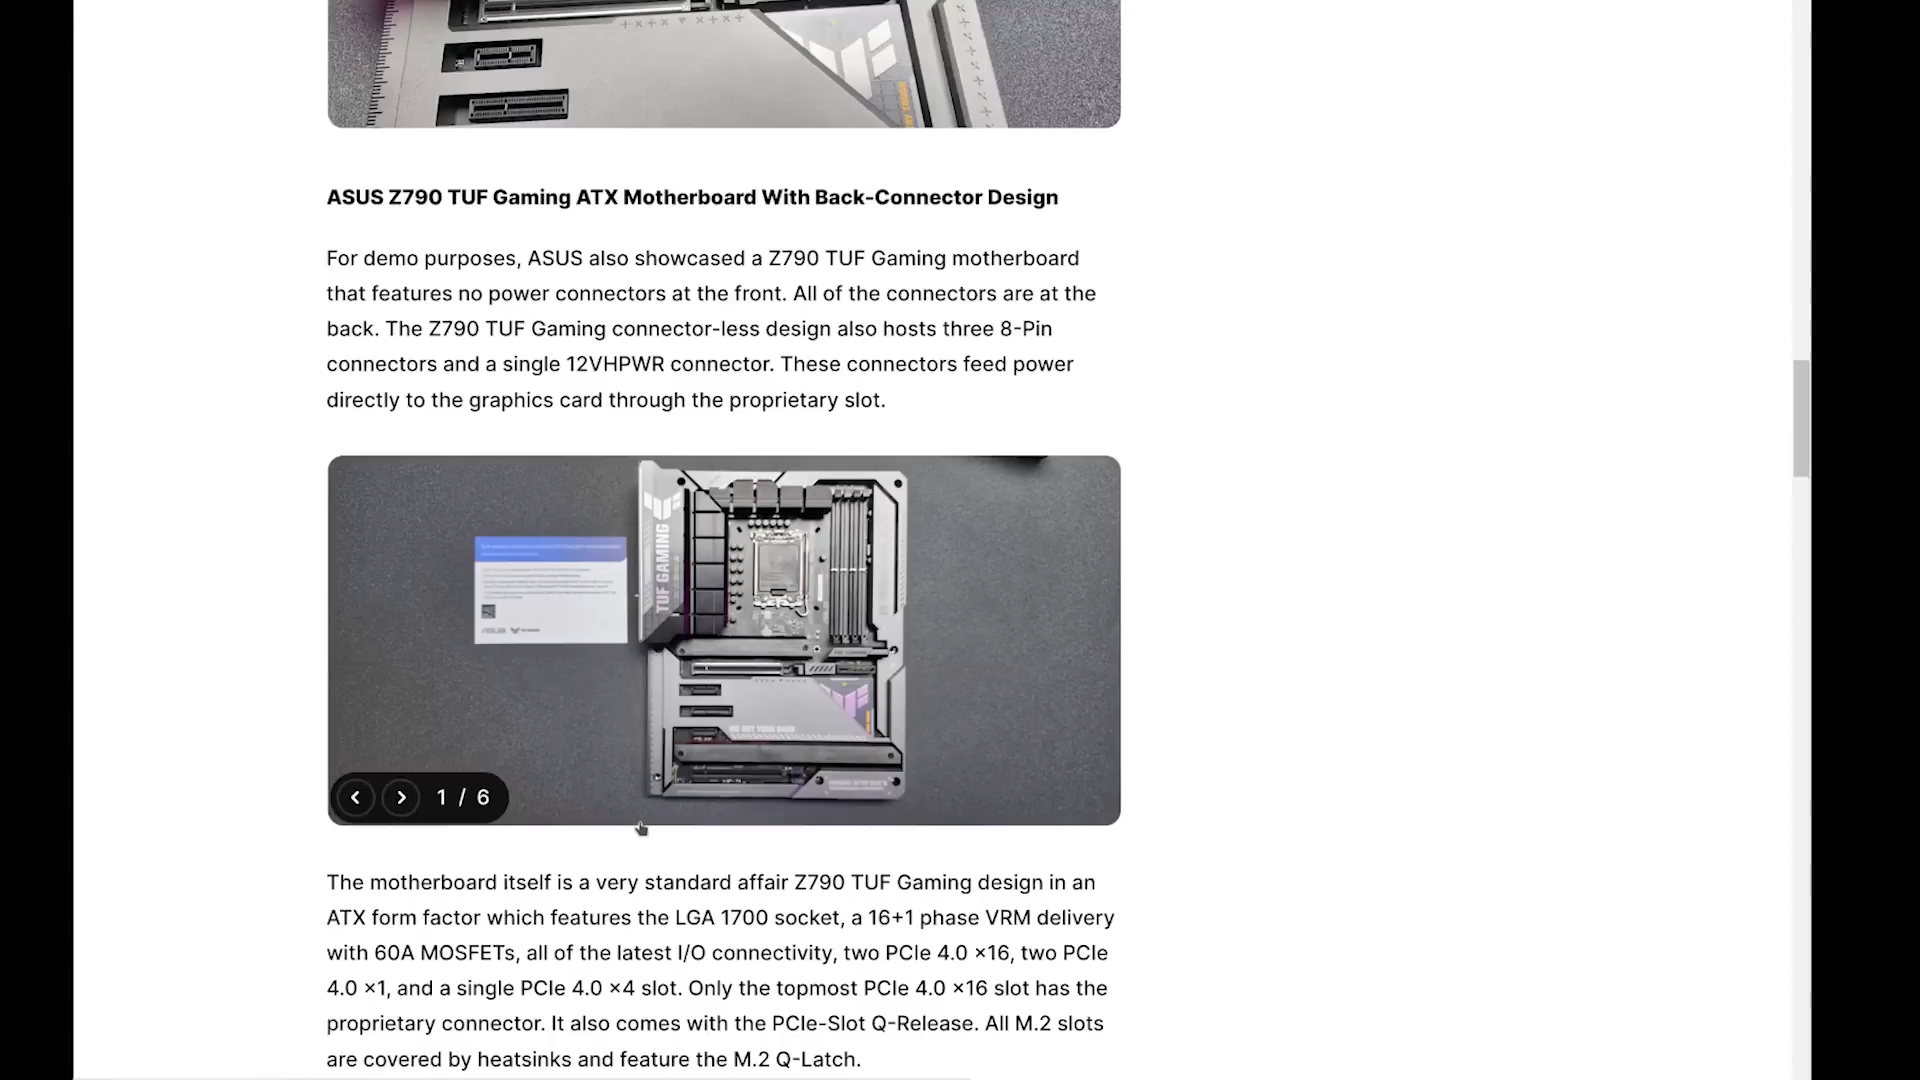 ASUS Z790 TUF Gaming ATX Motherboard With Back-Connector Design
For demo purposes, ASUS also showcased a Z790 TUF Gaming motherboard
that features no power connectors at the front. All of the connectors are at the
back. The Z790 TUF Gaming connector-less design also hosts three 8-Pin
connectors and a single 12VHPWR connector. These connectors feed power
directly to the graphics card through the proprietary slot.
TUF GAMING
1 / 6
The motherboard itself is a very standard affair Z790 TUF Gaming design in an
ATX form factor which features the LGA 1700 socket, a 16+1 phase VRM delivery
with 60A MOSFETs, all of the latest I/O connectivity, two PCIe 4.0 ×16, two PCIe
4.0 ×1, and a single PCIe 4.0 ×4 slot. Only the topmost PCIe 4.0 ×16 slot has the
proprietary connector. It also comes with the PCIe-Slot Q-Release. All M.2 slots
are covered by heatsinks and feature the M.2 Q-Latch.